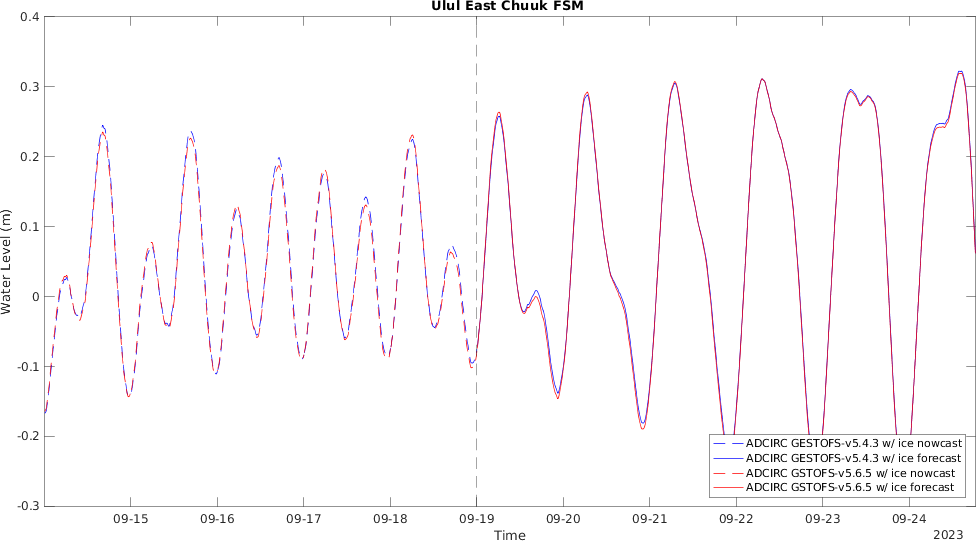 Ulul East Chuuk FSM
0.4
0.3
0.2
0.1
0
-0.1
-0.2
-0.3
Water Level (m)
ADCIRC GESTOFS-v5.4.3 w/ ice nowcast
ADCIRC GESTOFS-v5.4.3 w/ ice forecast
ADCIRC GSTOFS-v5.6.5 w/ ice nowcast
ADCIRC GSTOFS-v5.6.5 w/ ice forecast
09-15 09-16 09-17 09-18 09-19 09-20 09-21 09-22 09-23 09-24
Time
2023